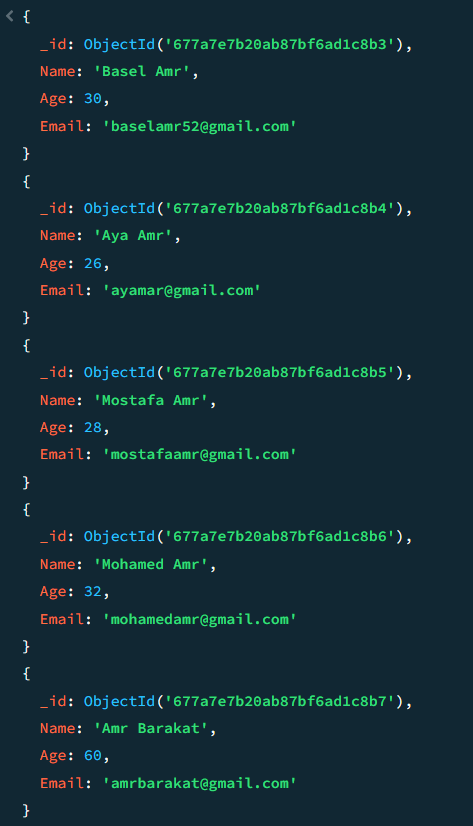 {
_id: ObjectId('677a7e7b20ab87bf6ad1c8b3'),
Name: 'Basel Amr',
Age: 30,
Email: 'baselamr52@gmail.com'
}
{
_id: ObjectId('677a7e7b20ab87bf6ad1c8b4'),
Name: 'Aya Amr',
Age: 26,
Email: 'ayamar@gmail.com'
}
{
_id: ObjectId('677a7e7b20ab87bf6ad1c8b5'),
Name: 'Mostafa Amr',
Age: 28,
Email: 'mostafaamr@gmail.com'
}
{
_id: ObjectId('677a7e7b20ab87bf6ad1c8b6'),
Name: 'Mohamed Amr',
Age: 32,
Email: 'mohamedamr@gmail.com'
}
{
_id: ObjectId('677a7e7b20ab87bf6ad1c8b7'),
Name: 'Amr Barakat',
Age: 60,
Email: 'amrbarakat@gmail.com'
}